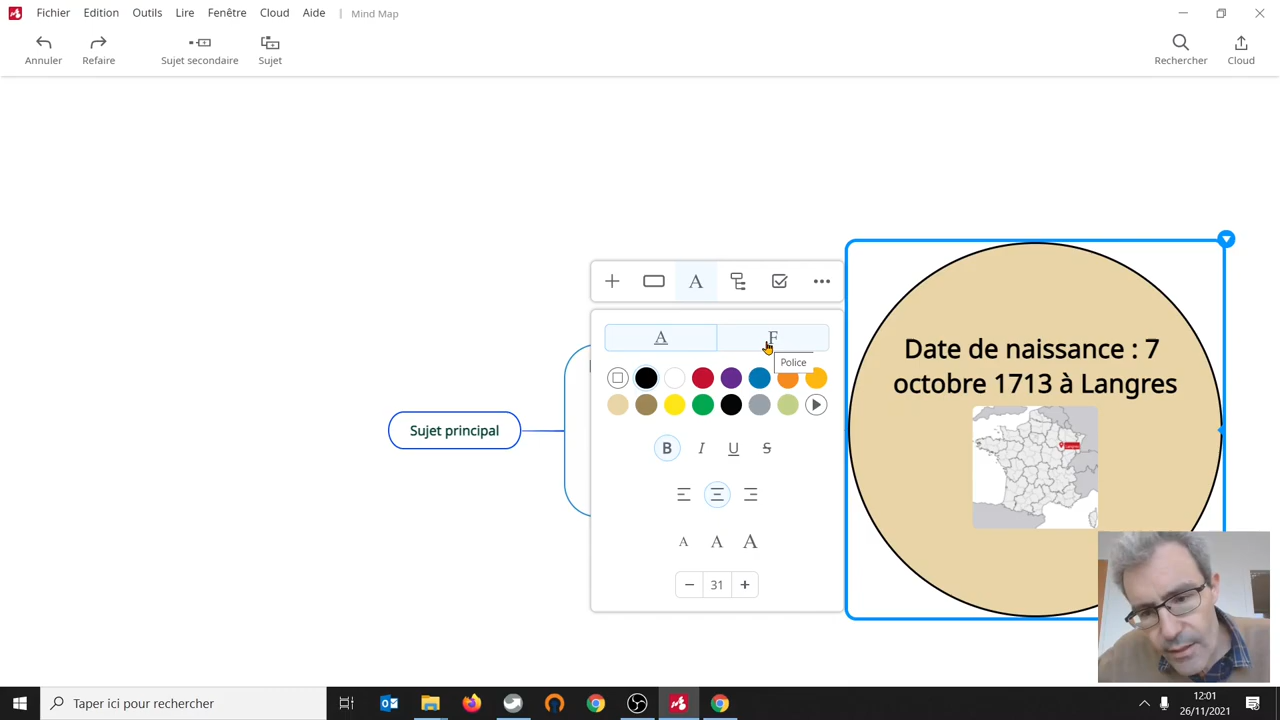 Fichier Edition Outils Lire Fenêtre Cloud Aide | Mind Map
Annuler Refaire Sujet secondaire Sujet Rechercher Cloud
A
A F
Police
Date de naissance : 7
octobre 1713 à Langres
Sujet principal
B I U S
A A A
− 31 +
Taper ici pour rechercher
12:01
26/11/2021